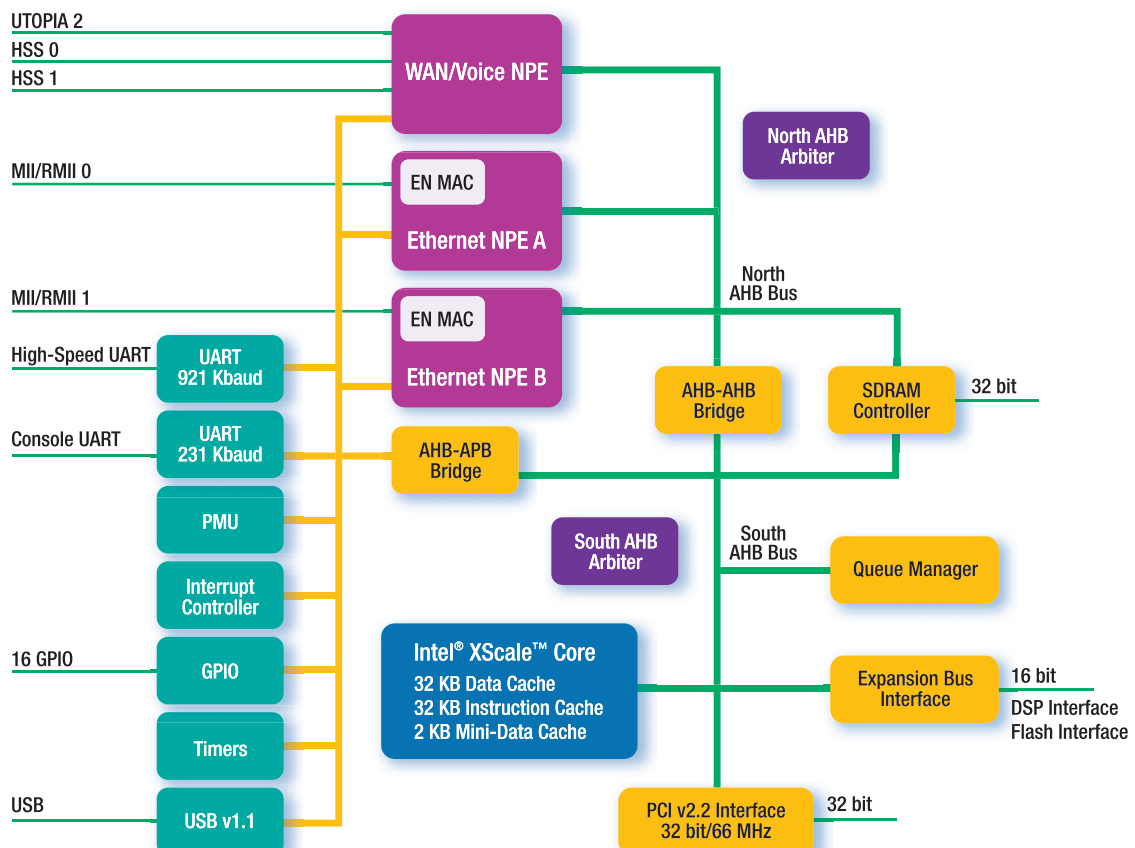 UTOPIA 2
HSS 0
HSS 1
WAN/Voice NPE
North AHB
Arbiter
MII/RMII 0
EN MAC
Ethernet NPE A
MII/RMII 1
EN MAC
Ethernet NPE B
North
AHB Bus
High-Speed UART
UART
921 Kbaud
AHB-AHB
Bridge
SDRAM
Controller
32 bit
Console UART
UART
231 Kbaud
AHB-APB
Bridge
PMU
South AHB
Arbiter
South
AHB Bus
Queue Manager
Interrupt
Controller
Intel® XScale™ Core
32 KB Data Cache
32 KB Instruction Cache
2 KB Mini-Data Cache
16 GPIO
GPIO
Expansion Bus
Interface
16 bit
DSP Interface
Flash Interface
Timers
USB
USB v1.1
PCI v2.2 Interface
32 bit/66 MHz
32 bit